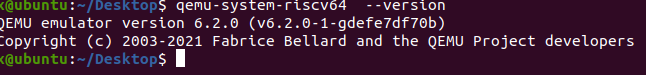 x@ubuntu:~/Desktop$ qemu-system-riscv64  --version
QEMU emulator version 6.2.0 (v6.2.0-1-gdefe7df70b)
Copyright (c) 2003-2021 Fabrice Bellard and the QEMU Project developers
x@ubuntu:~/Desktop$